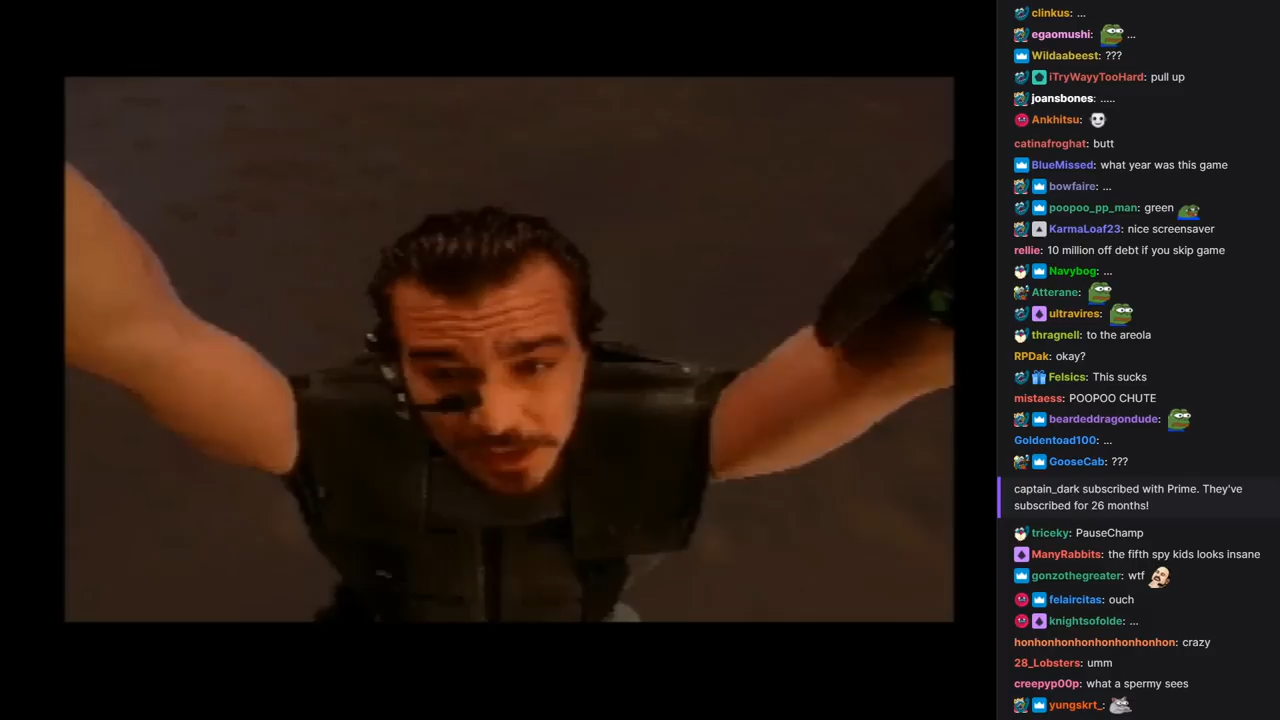 clinkus: ...
egaomushi: ...
Wildaabeest: ???
iTryWayyTooHard: pull up
joansbones: .....
Ankhitsu:
catinafroghat: butt
BlueMissed: what year was this game
bowfaire: ...
poopoo_pp_man: green
KarmaLoaf23: nice screensaver
rellie: 10 million off debt if you skip game
Navybog: ...
Atterane:
ultravires:
thragnell: to the areola
RPDak: okay?
Felsics: This sucks
mistaess: POOPOO CHUTE
beardeddragondude:
Goldentoad100: ...
GooseCab: ???
captain_dark subscribed with Prime. They've
subscribed for 26 months!
triceky: PauseChamp
ManyRabbits: the fifth spy kids looks insane
gonzothegreater: wtf
felaircitas: ouch
knightsofolde: ...
honhonhonhonhonhonhonhon: crazy
28_Lobsters: umm
creepyp00p: what a spermy sees
yungskrt_: